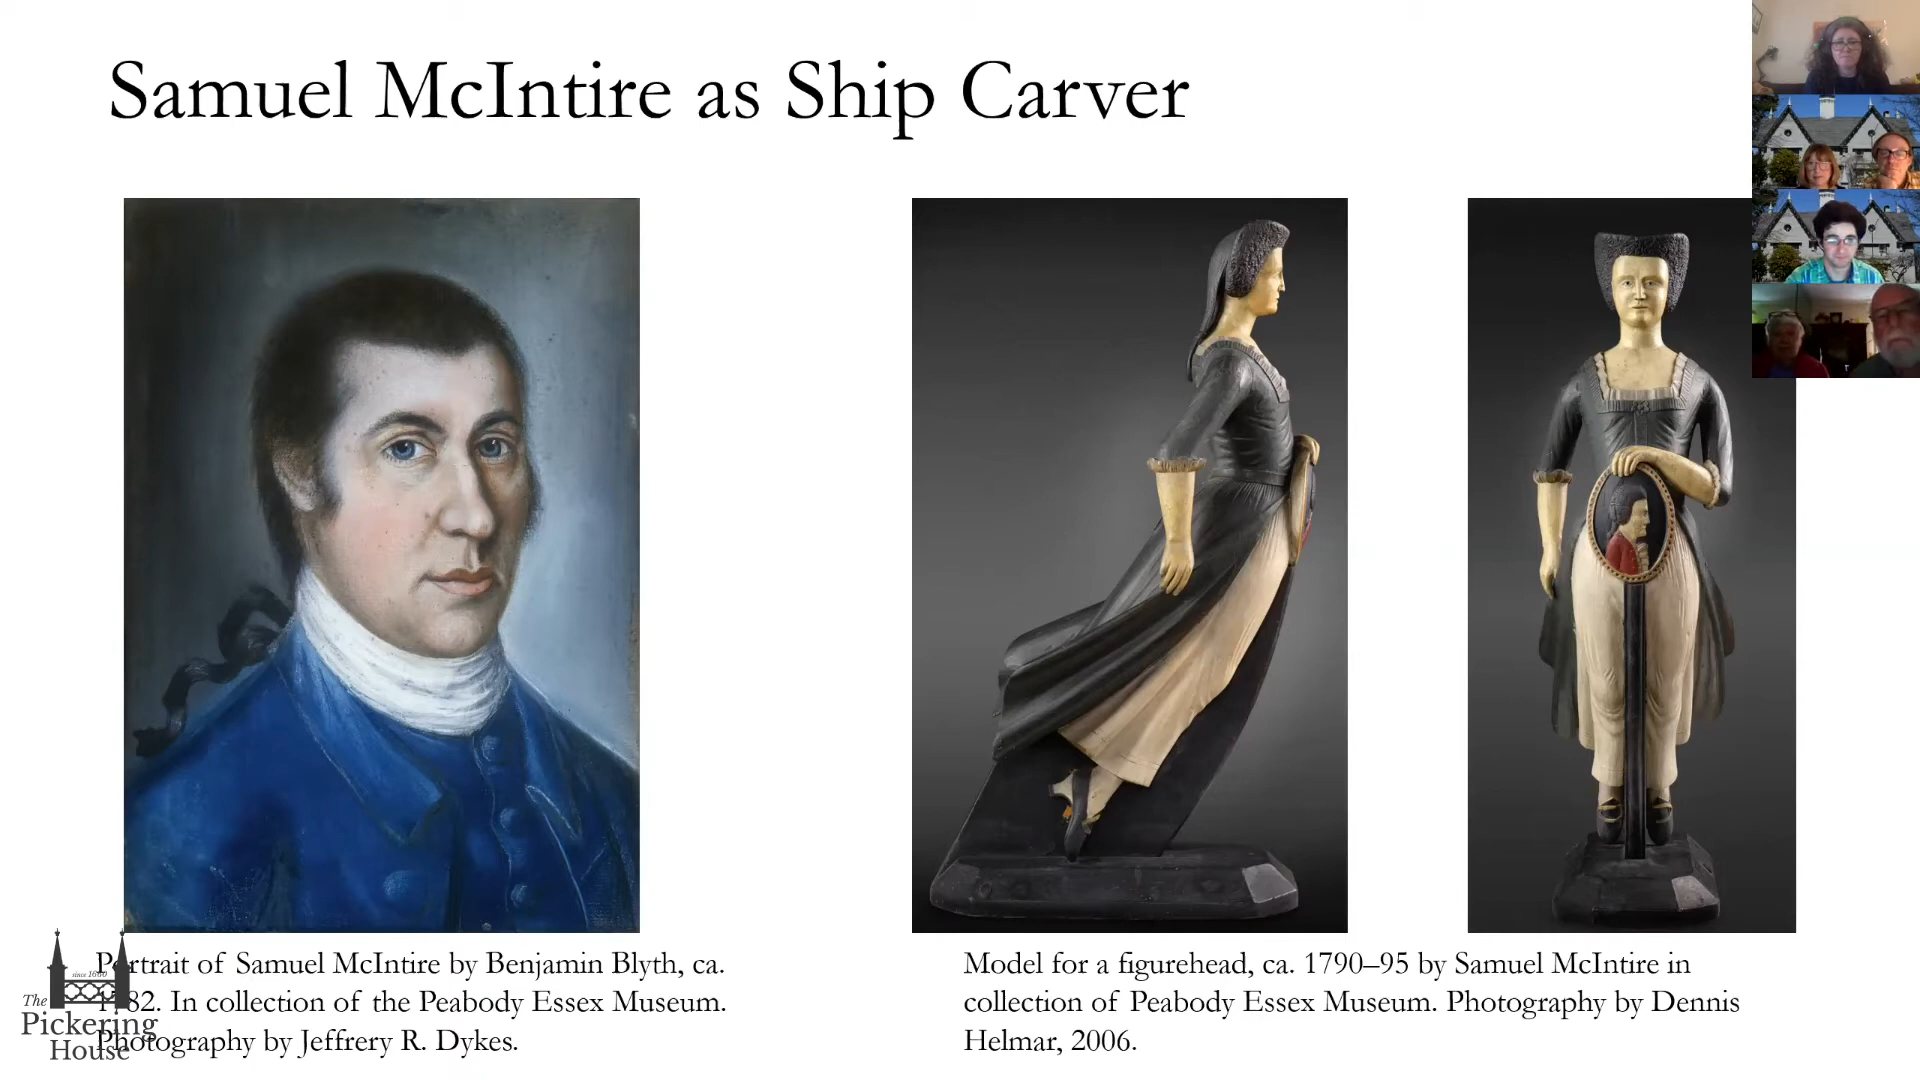 Samuel McIntire as Ship Carver
Portrait of Samuel McIntire by Benjamin Blyth, ca.
1782. In collection of the Peabody Essex Museum.
Photography by Jeffrery R. Dykes.
Model for a figurehead, ca. 1790–95 by Samuel McIntire in
collection of Peabody Essex Museum. Photography by Dennis
Helmar, 2006.
since 1660
The
Pickering
House